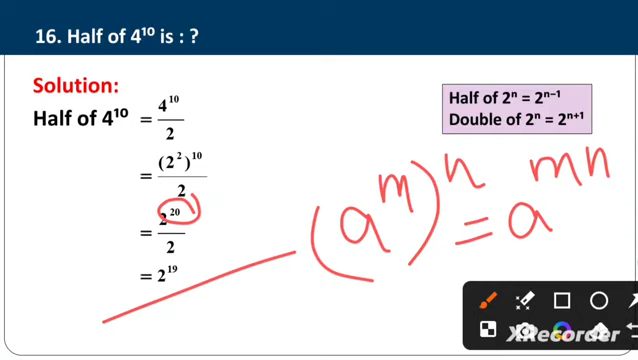 16. Half of 4¹⁰ is : ?
Solution:
Half of 4¹⁰ = 4¹⁰ / 2
= (2²)¹⁰ / 2
= 2²⁰ / 2
= 2¹⁹
Half of 2ⁿ = 2ⁿ⁻¹
Double of 2ⁿ = 2ⁿ⁺¹
(aᵐ)ⁿ = aᵐⁿ
XRecorder